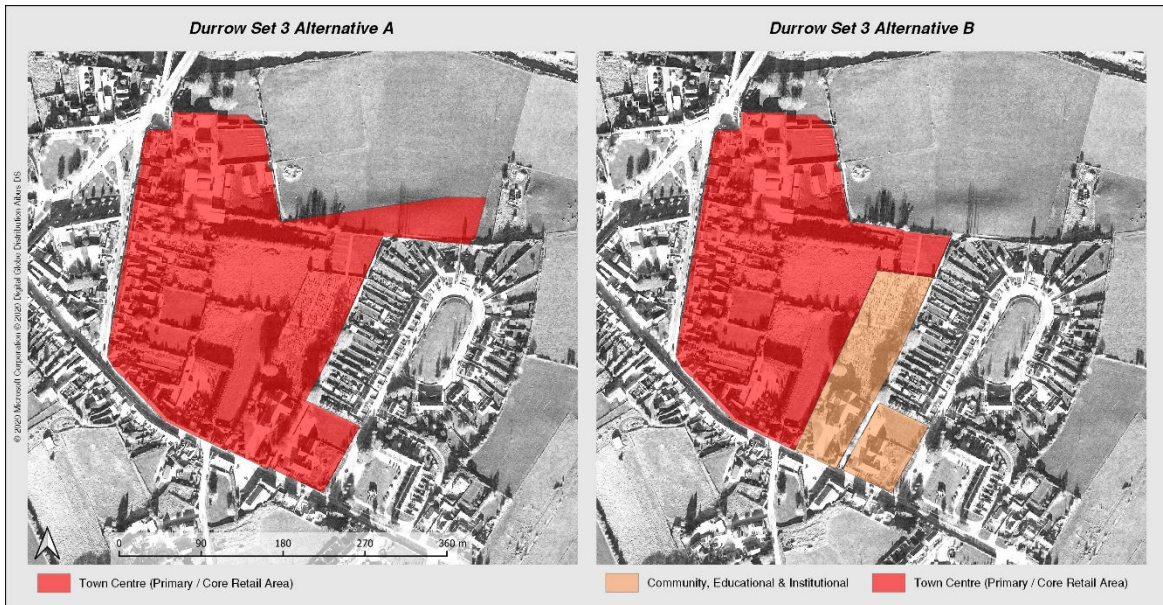 Durrow Set 3 Alternative A
Durrow Set 3 Alternative B
© 2020 Microsoft Corporation © 2020 Digital Globe Distribution Aibus DS
0 90 180 270 360 m
Town Centre (Primary / Core Retail Area)
Community, Educational & Institutional
Town Centre (Primary / Core Retail Area)